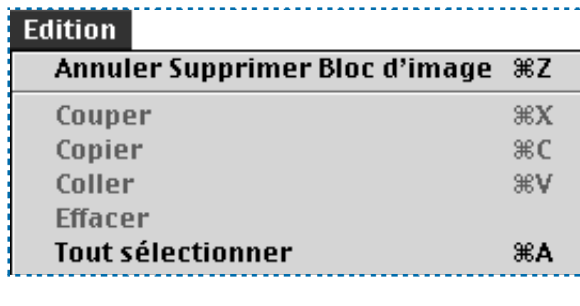 Edition
Annuler Supprimer Bloc d'image ⌘Z
Couper ⌘X
Copier ⌘C
Coller ⌘V
Effacer
Tout sélectionner ⌘A